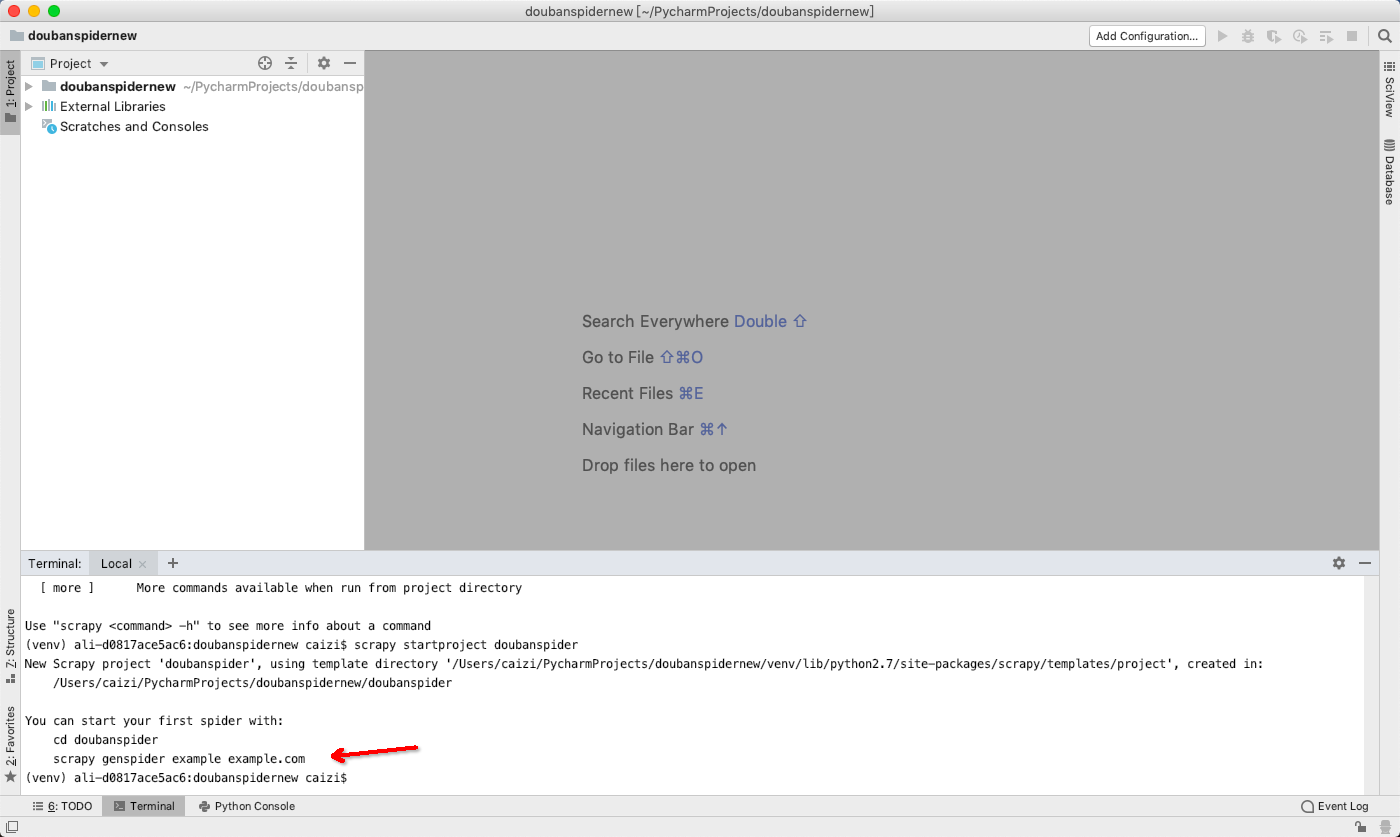 doubanspidernew [~/PycharmProjects/doubanspidernew]
doubanspidernew
Add Configuration...
1: Project
Project
doubanspidernew ~/PycharmProjects/doubansp
External Libraries
Scratches and Consoles
SciView
Database
Search Everywhere Double ⇧
Go to File ⇧⌘O
Recent Files ⌘E
Navigation Bar ⌘↑
Drop files here to open
Terminal: Local × +
[ more ] More commands available when run from project directory
Use "scrapy <command> -h" to see more info about a command
(venv) ali-d0817ace5ac6:doubanspidernew caizi$ scrapy startproject doubanspider
New Scrapy project 'doubanspider', using template directory '/Users/caizi/PycharmProjects/doubanspidernew/venv/lib/python2.7/site-packages/scrapy/templates/project', created in:
/Users/caizi/PycharmProjects/doubanspidernew/doubanspider
You can start your first spider with:
cd doubanspider
scrapy genspider example example.com
(venv) ali-d0817ace5ac6:doubanspidernew caizi$
7: Structure
2: Favorites
6: TODO
Terminal
Python Console
Event Log